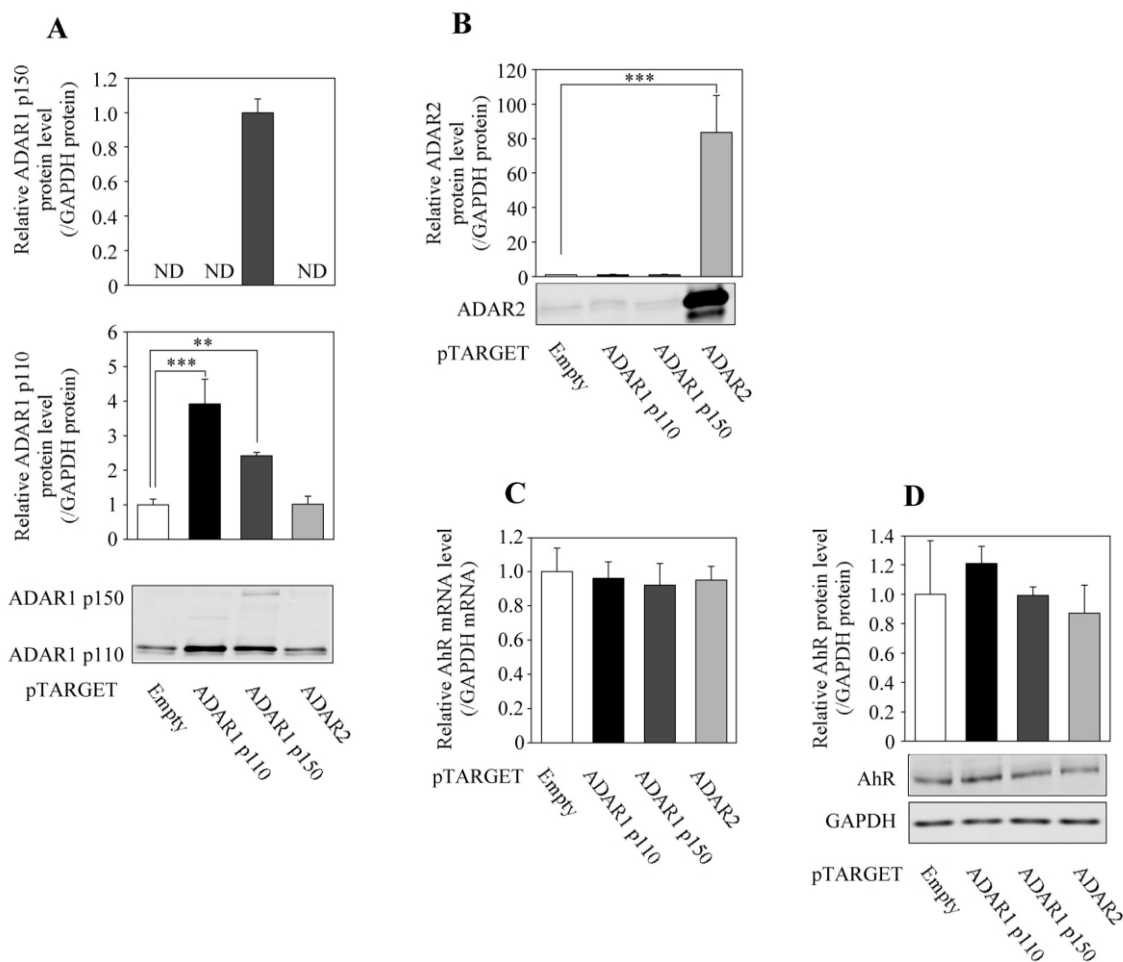 A
Relative ADAR1 p150
protein level
(/GAPDH protein)
1.2
1.0
0.8
0.6
0.4
0.2
0
ND
ND
ND
Relative ADAR1 p110
protein level
(/GAPDH protein)
6
5
4
3
2
1
0
**
***
ADAR1 p150
ADAR1 p110
pTARGET
Empty
ADAR1 p110
ADAR1 p150
ADAR2
B
Relative ADAR2
protein level
(/GAPDH protein)
120
100
80
60
40
20
0
***
ADAR2
pTARGET
Empty
ADAR1 p110
ADAR1 p150
ADAR2
C
Relative AhR mRNA level
(/GAPDH mRNA)
1.2
1.0
0.8
0.6
0.4
0.2
0
pTARGET
Empty
ADAR1 p110
ADAR1 p150
ADAR2
D
Relative AhR protein level
(/GAPDH protein)
1.4
1.2
1.0
0.8
0.6
0.4
0.2
0
AhR
GAPDH
pTARGET
Empty
ADAR1 p110
ADAR1 p150
ADAR2